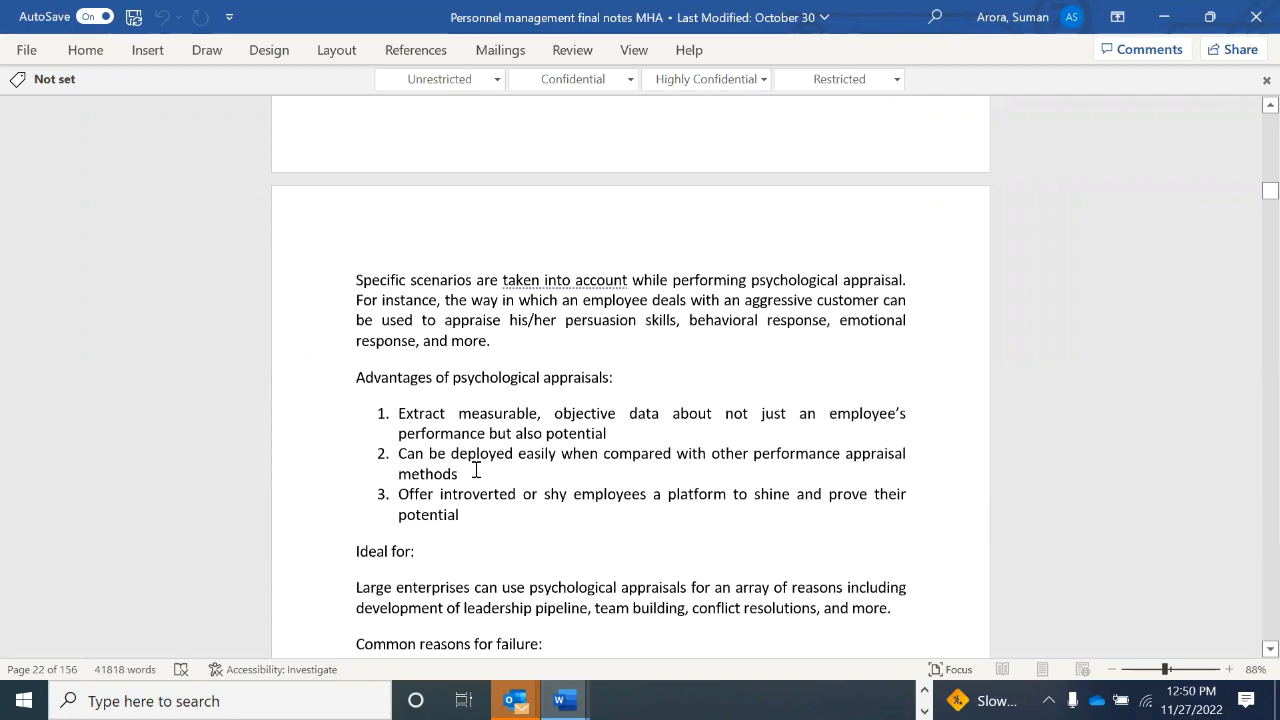 AutoSave On Personnel management final notes MHA • Last Modified: October 30 Arora, Suman AS
File Home Insert Draw Design Layout References Mailings Review View Help Comments Share
Not set Unrestricted Confidential Highly Confidential Restricted
Specific scenarios are taken into account while performing psychological appraisal.
For instance, the way in which an employee deals with an aggressive customer can
be used to appraise his/her persuasion skills, behavioral response, emotional
response, and more.
Advantages of psychological appraisals:
1. Extract measurable, objective data about not just an employee’s
performance but also potential
2. Can be deployed easily when compared with other performance appraisal
methods
3. Offer introverted or shy employees a platform to shine and prove their
potential
Ideal for:
Large enterprises can use psychological appraisals for an array of reasons including
development of leadership pipeline, team building, conflict resolutions, and more.
Common reasons for failure:
Page 22 of 156 41818 words Accessibility: Investigate Focus 88%
Type here to search Slow... 12:50 PM
11/27/2022